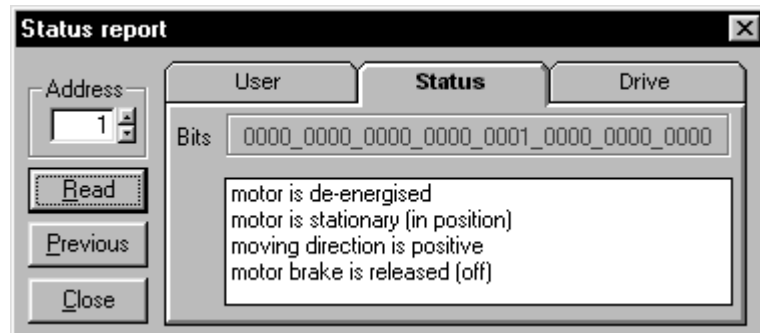 Status report
Address
1
Read
Previous
Close
User Status Drive
Bits 0000_0000_0000_0000_0001_0000_0000_0000
motor is de-energised
motor is stationary (in position)
moving direction is positive
motor brake is released (off)